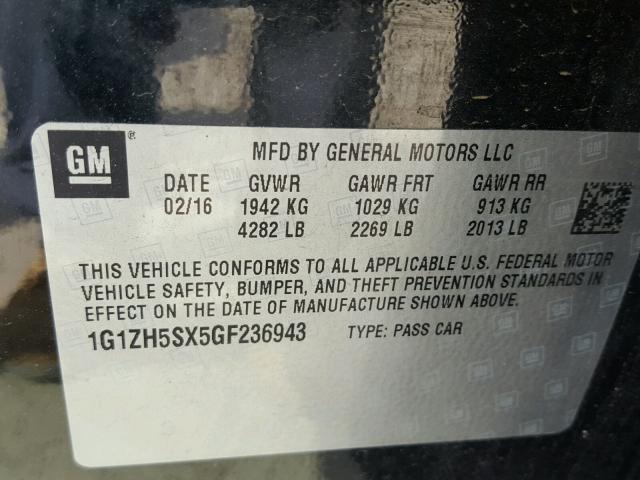 GM ®
MFD BY GENERAL MOTORS LLC
DATE GVWR GAWR FRT GAWR RR
02/16 1942 KG 1029 KG 913 KG
4282 LB 2269 LB 2013 LB
THIS VEHICLE CONFORMS TO ALL APPLICABLE U.S. FEDERAL MOTOR
VEHICLE SAFETY, BUMPER, AND THEFT PREVENTION STANDARDS IN
EFFECT ON THE DATE OF MANUFACTURE SHOWN ABOVE.
1G1ZH5SX5GF236943 TYPE: PASS CAR